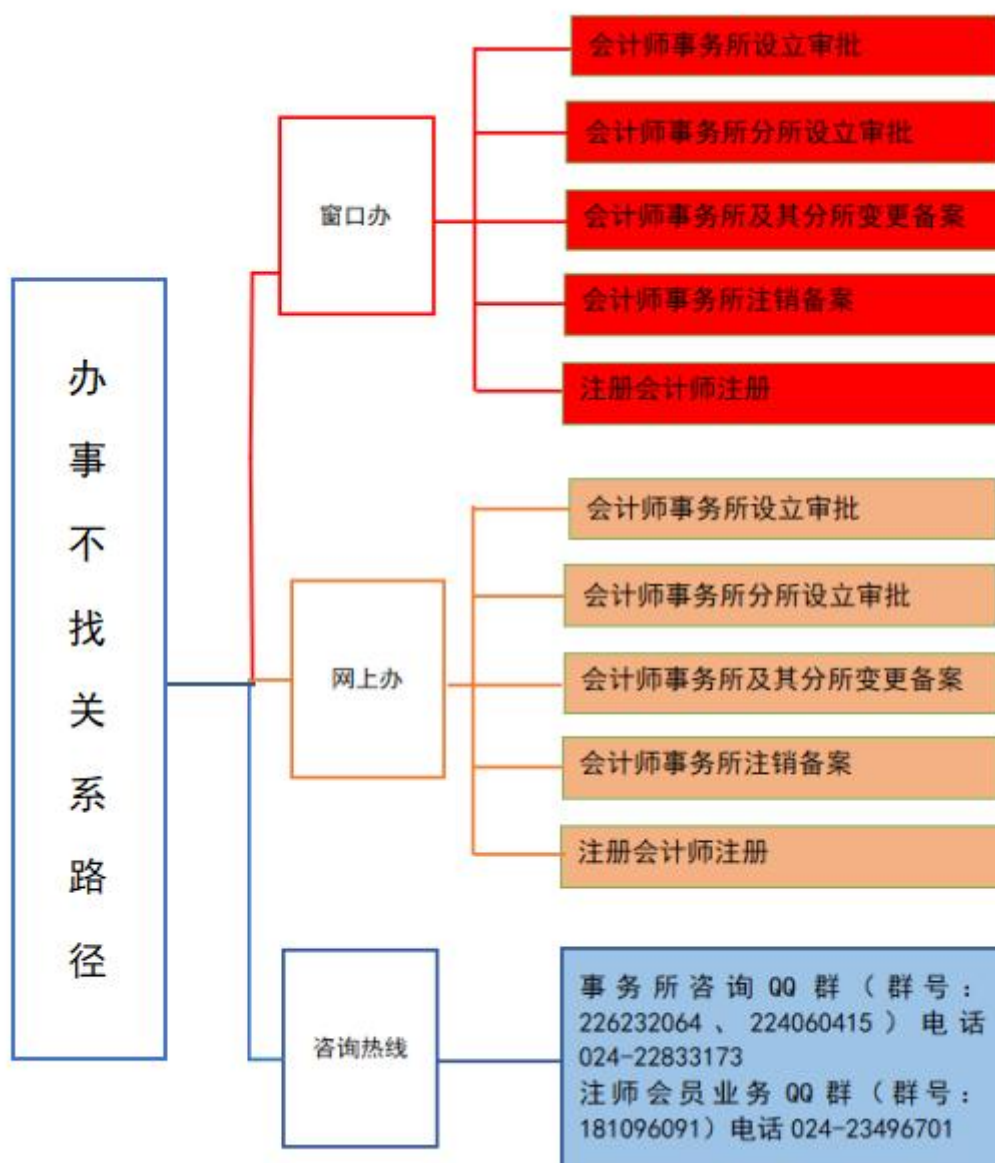 办事不找关系路径
窗口办
会计师事务所设立审批
会计师事务所分所设立审批
会计师事务所及其分所变更备案
会计师事务所注销备案
注册会计师注册
网上办
会计师事务所设立审批
会计师事务所分所设立审批
会计师事务所及其分所变更备案
会计师事务所注销备案
注册会计师注册
咨询热线
事务所咨询 QQ 群（群号：
226232064、224060415）电话
024-22833173
注师会员业务 QQ 群（群号：
181096091）电话 024-23496701